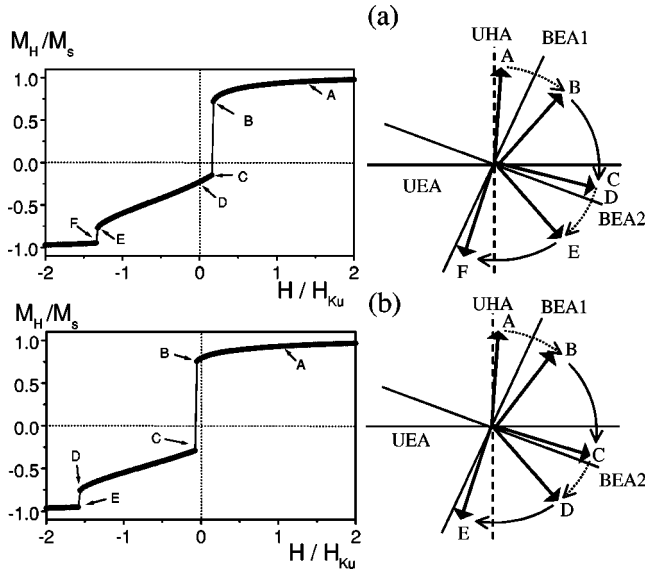 (a)
M_H/M_s
1.0
0.5
0.0
-0.5
-1.0
-2 -1 0 1 2
H / H_Ku
A
B
C
D
E
F
UHA
BEA1
A
B
C
D
BEA2
UEA
E
F
(b)
M_H/M_s
1.0
0.5
0.0
-0.5
-1.0
-2 -1 0 1 2
H / H_Ku
B
A
C
D
E
UHA
BEA1
A
B
UEA
C
BEA2
D
E